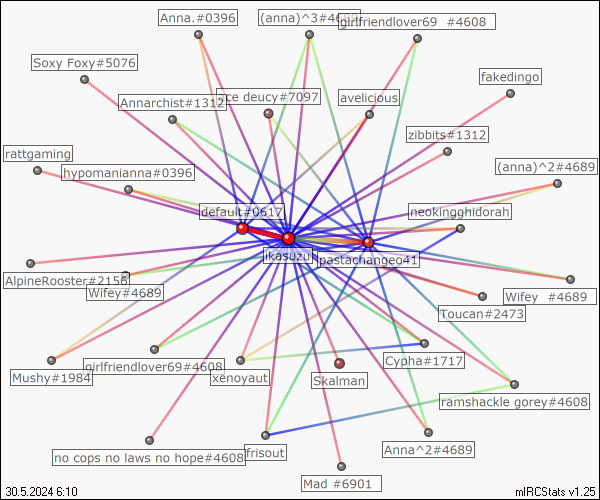 Anna.#0396
(anna)^3#4689
girlfriendlover69 #4608
Soxy Foxy#5076
fakedingo
Annarchist#1312
ce deucy#7097
avelicious
zibbits#1312
rattgaming
hypomanianna#0396
(anna)^2#4689
default#0617
neokingghidorah
ikasuzu
pastachangeo41
AlpineRooster#2156
Wifey#4689
Wifey #4689
Toucan#2473
Mushy#1984
girlfriendlover69#4608
xenoyaut
Skalman
Cypha#1717
ramshackle gorey#4608
no cops no laws no hope#4608
frisout
Anna^2#4689
Mad #6901
30.5.2024 6:10
mIRCStats v1.25